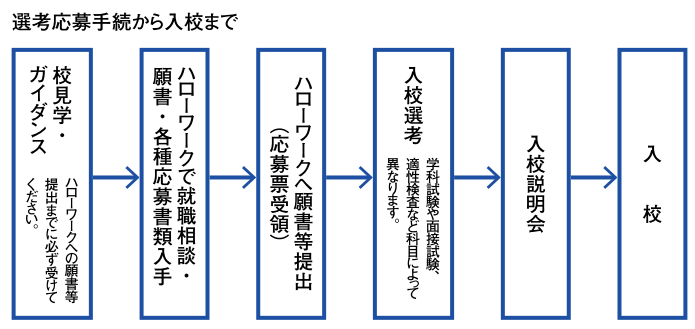 選考応募手続から入校まで
校見学・
ガイダンス
ハローワークへの願書等
提出までに必ず受けて
ください。
ハローワークで就職相談・
願書・各種応募書類入手
ハローワークへ願書等提出
（応募票受領）
入校選考
学科試験や面接試験、
適性検査など科目によって
異なります。
入校説明会
入校